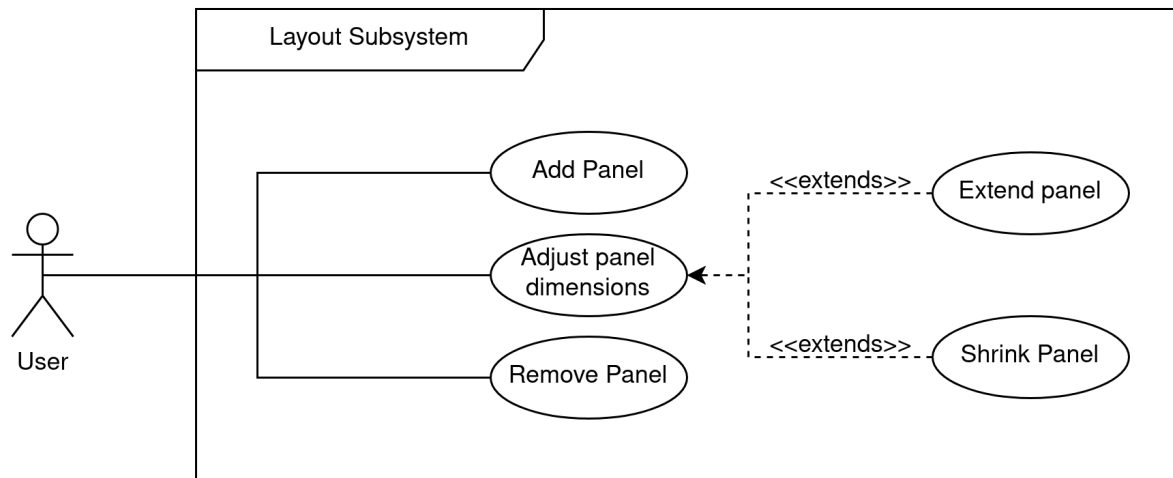 Layout Subsystem
Add Panel
<<extends>>
Extend panel
Adjust panel
dimensions
<<extends>>
Shrink Panel
User
Remove Panel